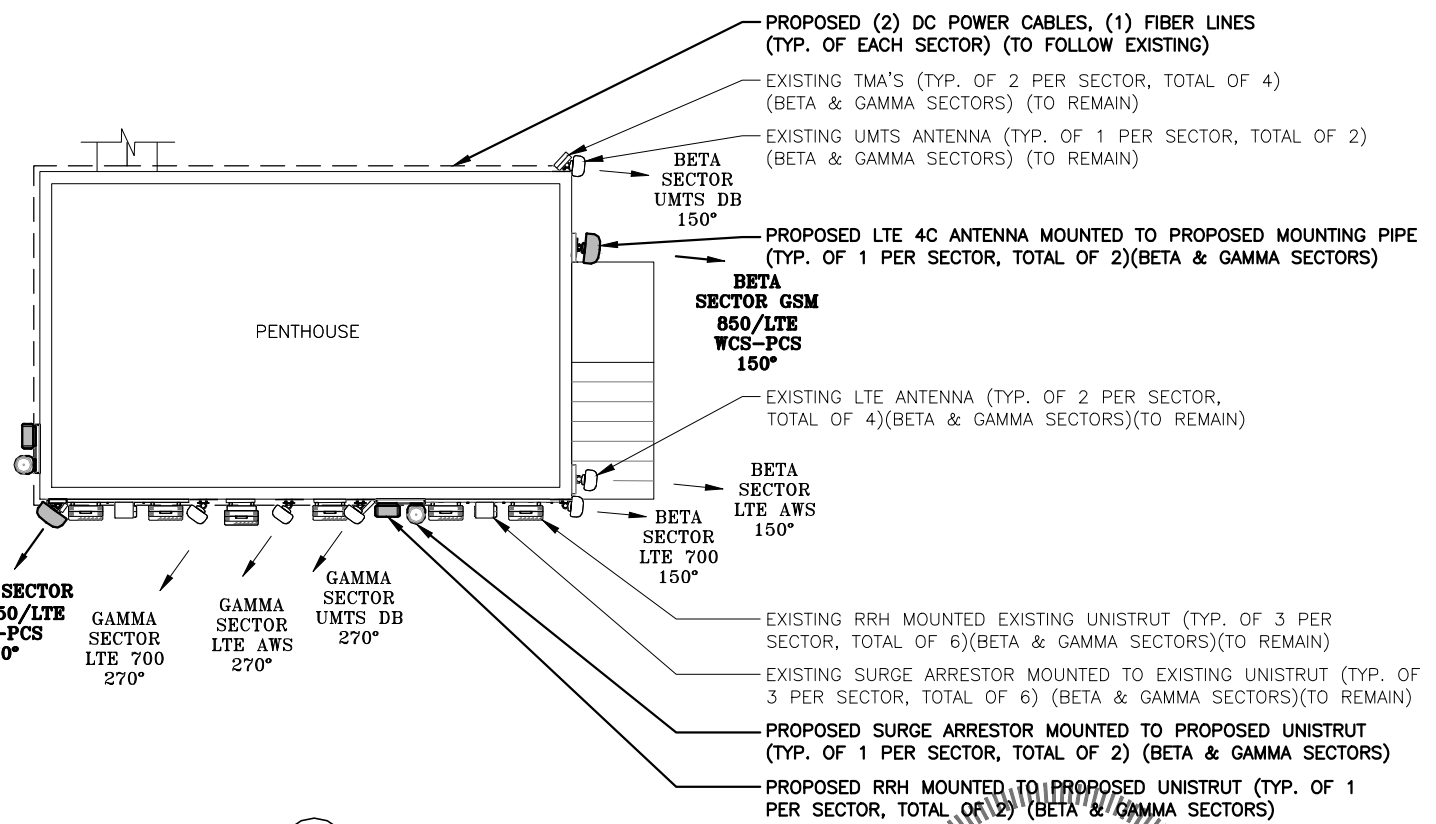 PROPOSED (2) DC POWER CABLES, (1) FIBER LINES
(TYP. OF EACH SECTOR) (TO FOLLOW EXISTING)
EXISTING TMA'S (TYP. OF 2 PER SECTOR, TOTAL OF 4)
(BETA & GAMMA SECTORS) (TO REMAIN)
EXISTING UMTS ANTENNA (TYP. OF 1 PER SECTOR, TOTAL OF 2)
(BETA & GAMMA SECTORS) (TO REMAIN)
BETA
SECTOR
UMTS DB
150°
PROPOSED LTE 4C ANTENNA MOUNTED TO PROPOSED MOUNTING PIPE
(TYP. OF 1 PER SECTOR, TOTAL OF 2)(BETA & GAMMA SECTORS)
BETA
SECTOR GSM
850/LTE
WCS-PCS
150°
PENTHOUSE
EXISTING LTE ANTENNA (TYP. OF 2 PER SECTOR,
TOTAL OF 4)(BETA & GAMMA SECTORS)(TO REMAIN)
BETA
SECTOR
LTE AWS
150°
BETA
SECTOR
LTE 700
150°
SECTOR
50/LTE
-PCS
0°
GAMMA
SECTOR
LTE 700
270°
GAMMA
SECTOR
LTE AWS
270°
GAMMA
SECTOR
UMTS DB
270°
EXISTING RRH MOUNTED EXISTING UNISTRUT (TYP. OF 3 PER
SECTOR, TOTAL OF 6)(BETA & GAMMA SECTORS)(TO REMAIN)
EXISTING SURGE ARRESTOR MOUNTED TO EXISTING UNISTRUT (TYP. OF
3 PER SECTOR, TOTAL OF 6) (BETA & GAMMA SECTORS)(TO REMAIN)
PROPOSED SURGE ARRESTOR MOUNTED TO PROPOSED UNISTRUT
(TYP. OF 1 PER SECTOR, TOTAL OF 2) (BETA & GAMMA SECTORS)
PROPOSED RRH MOUNTED TO PROPOSED UNISTRUT (TYP. OF 1
PER SECTOR, TOTAL OF 2) (BETA & GAMMA SECTORS)